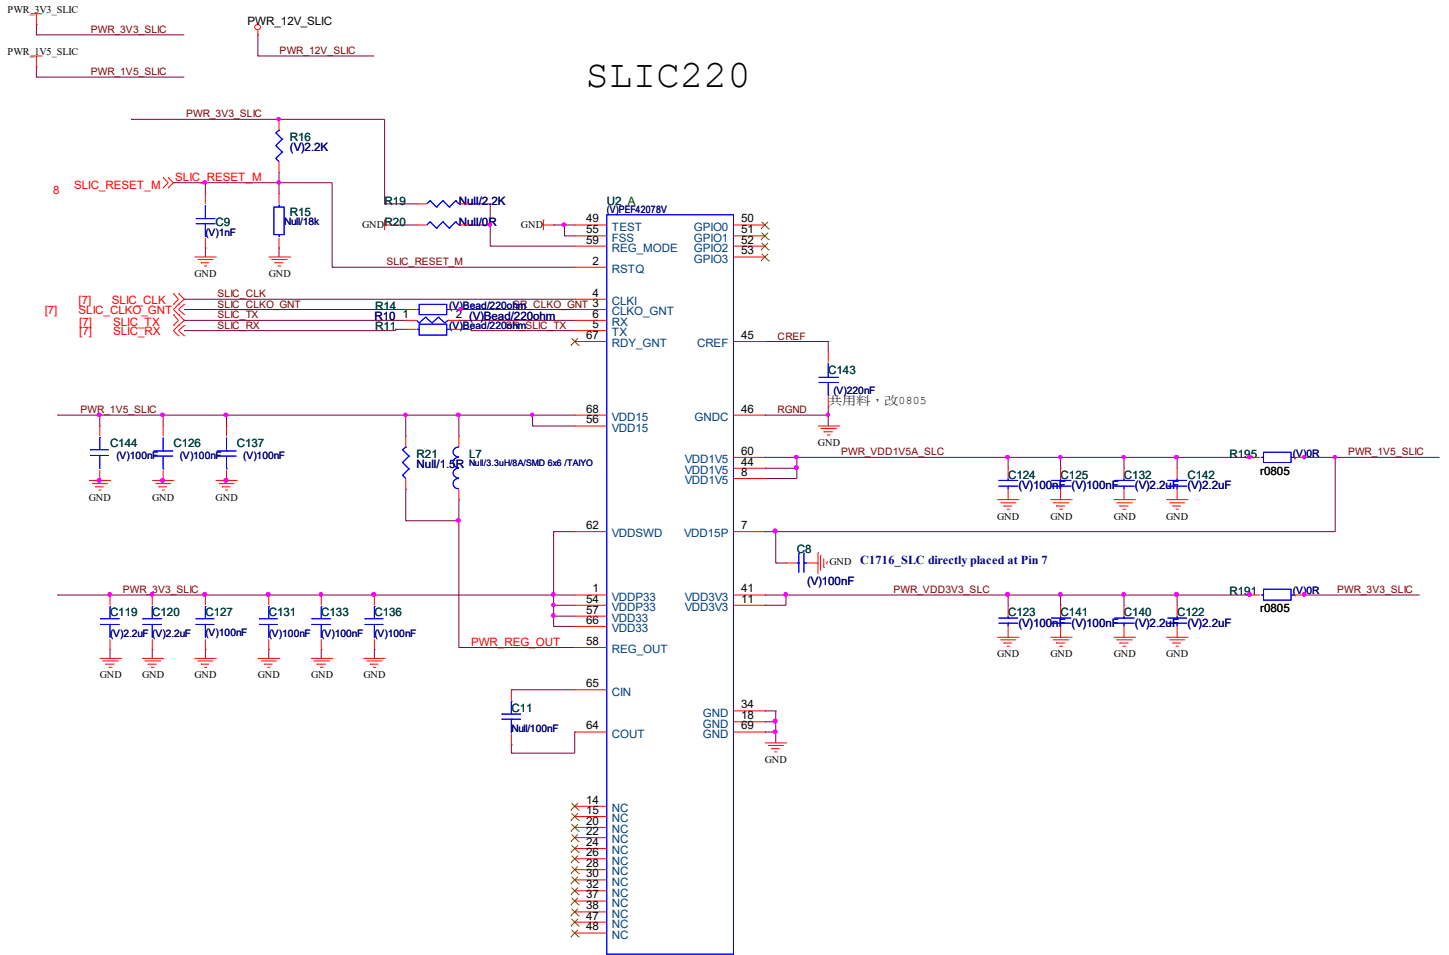 PWR_3V3_SLIC
PWR_3V3_SLIC
PWR_1V5_SLIC
PWR_1V5_SLIC
PWR_12V_SLIC
PWR_12V_SLIC
SLIC220
PWR_3V3_SLIC
R16
(V)2.2K
8 SLIC_RESET_M
SLIC_RESET_M
C9
(V)1nF
GND
R15
Null/18k
GND
R19 Null/2.2K
GND R20 Null/0R
SLIC_RESET_M
GND
U2_A
(V)PEF42078V
49 TEST
55 FSS
59 REG_MODE
2 RSTQ
4 CLKI
3 CLKO_GNT
6 RX
5 TX
67 RDY_GNT
[7] SLIC_CLK SLIC_CLK
[7] SLIC_CLKO_GNT SLIC_CLKO_GNT R14 (V)Bead/220ohm
[7] SLIC_TX SLIC_TX R10 1 2 (V)Bead/220ohm
[7] SLIC_RX SLIC_RX R11 (V)Bead/220ohm
PWR_1V5_SLIC
C144
(V)100nF
GND
C126
(V)100nF
GND
C137
(V)100nF
GND
R21
Null/1.5R
L7
Null/3.3uH/8A/SMD 6x6 /TAIYO
68 VDD15
56 VDD15
62 VDDSWD
PWR_3V3_SLIC
C119
(V)2.2uF
GND
C120
(V)2.2uF
GND
C127
(V)100nF
GND
C131
(V)100nF
GND
C133
(V)100nF
GND
C136
(V)100nF
GND
1 VDDP33
54 VDDP33
57 VDD33
66 VDD33
PWR_REG_OUT
58 REG_OUT
C11
Null/100nF
65 CIN
64 COUT
14 NC
15 NC
20 NC
22 NC
24 NC
26 NC
28 NC
30 NC
32 NC
37 NC
38 NC
47 NC
48 NC
GPIO0 50
GPIO1 51
GPIO2 52
GPIO3 53
CREF 45 CREF
C143
(V)220nF
共用料，改0805
GNDC 46 RGND
GND
VDD1V5 60
VDD1V5 44
VDD1V5 8
PWR_VDD1V5A_SLC
C124
(V)100nF
GND
C125
(V)100nF
GND
C132
(V)2.2uF
GND
C142
(V)2.2uF
GND
R195 (V)0R
r0805
PWR_1V5_SLIC
VDD15P 7
C8
(V)100nF
GND
C1716_SLC directly placed at Pin 7
VDD3V3 41
VDD3V3 11
PWR_VDD3V3_SLC
C123
(V)100nF
GND
C141
(V)100nF
GND
C140
(V)2.2uF
GND
C122
(V)2.2uF
GND
R191 (V)0R
r0805
PWR_3V3_SLIC
GND 34
GND 18
GND 69
GND